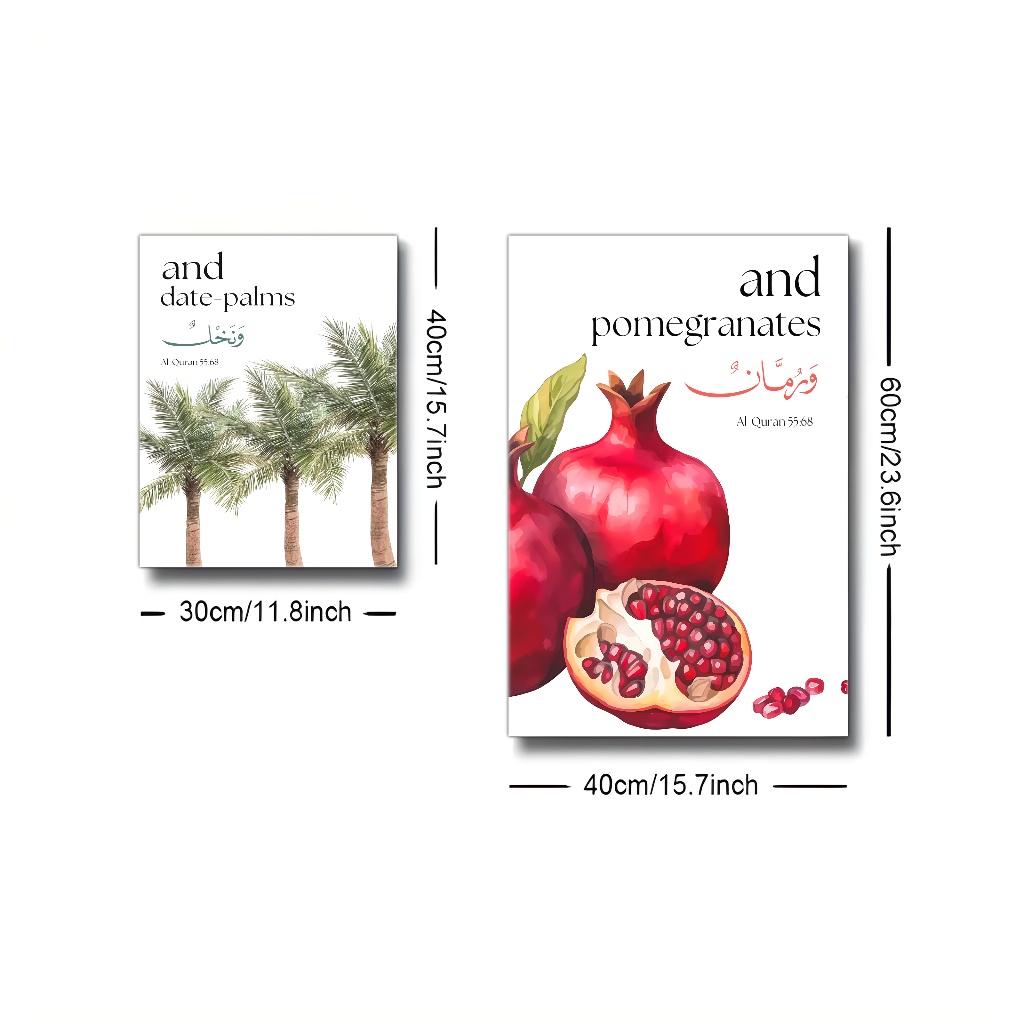 and
date-palms
وَنَخْلٌ
Al Quran 55:68
40cm/15.7inch
30cm/11.8inch
and
pomegranates
وَرُمَّانٌ
Al Quran 55:68
60cm/23.6inch
40cm/15.7inch